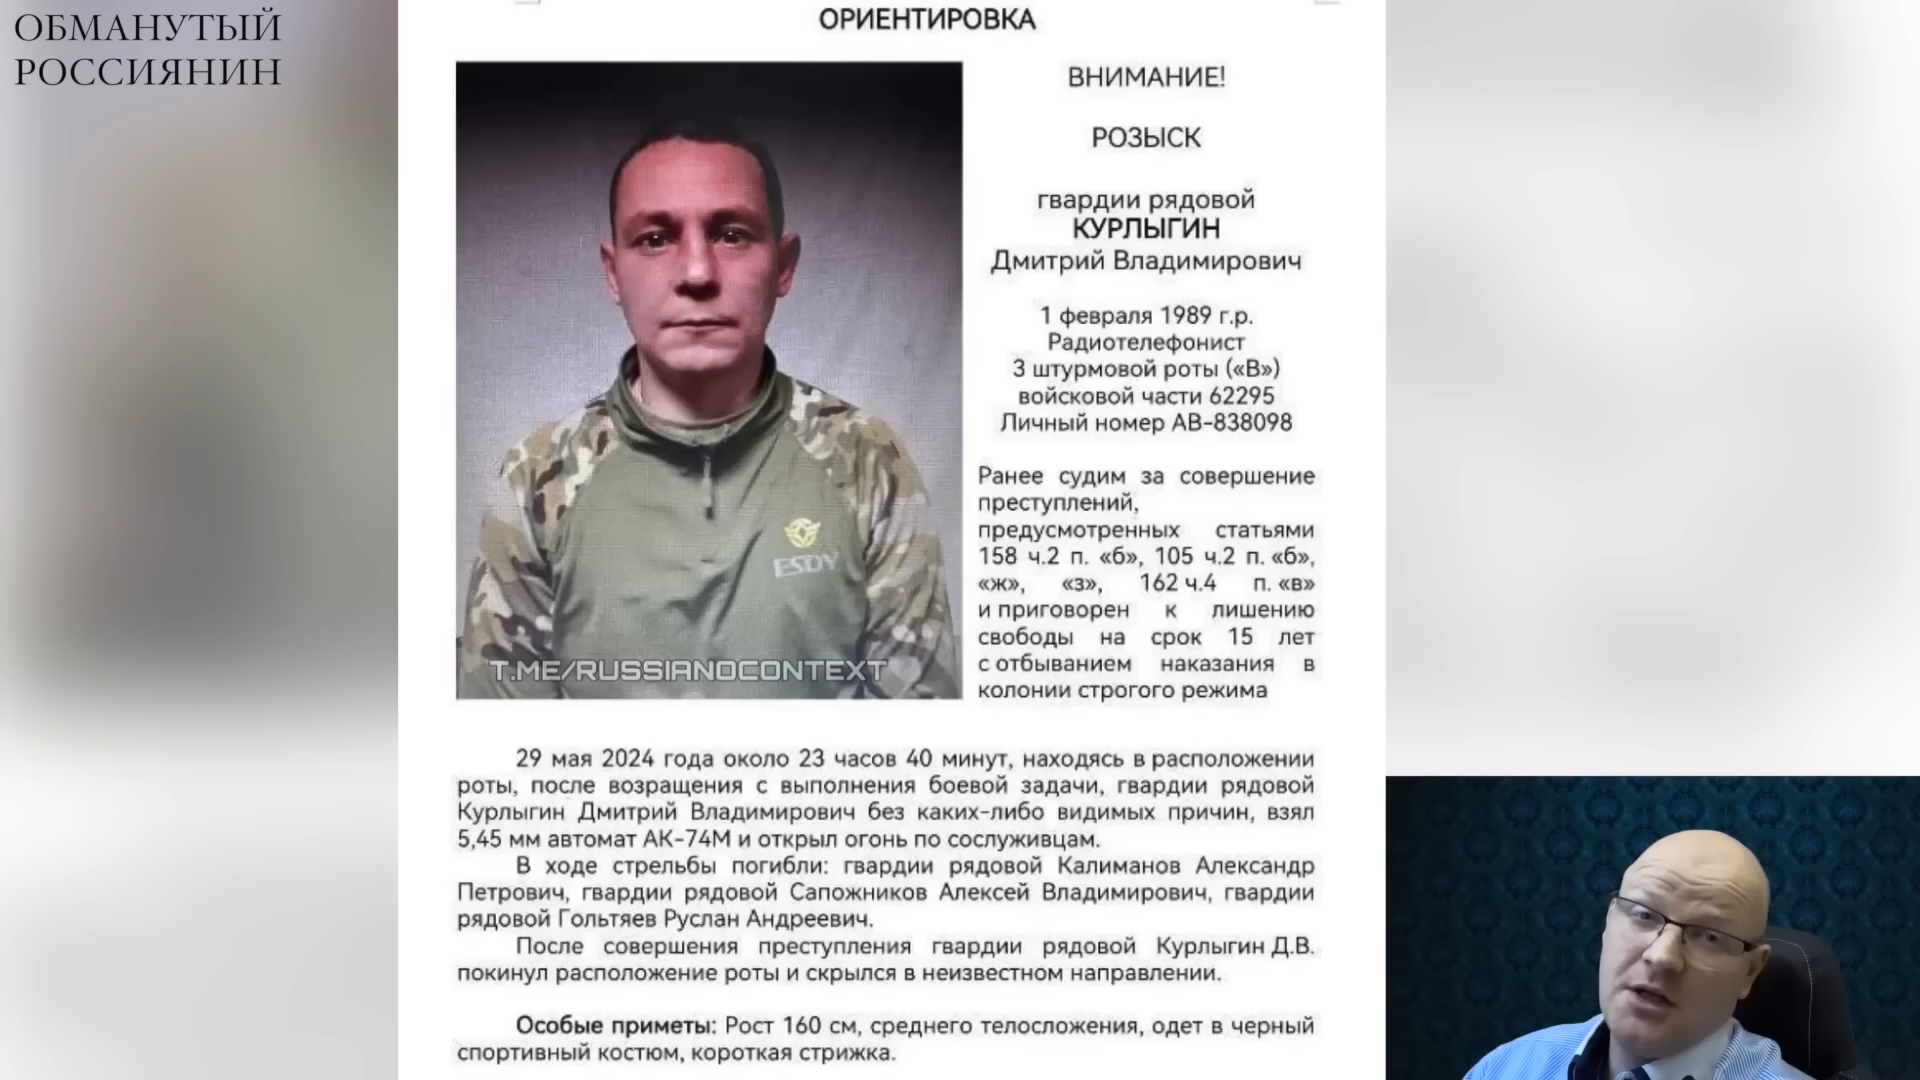 ОБМАНУТЫЙ
РОССИЯНИН
ОРИЕНТИРОВКА
ВНИМАНИЕ!
РОЗЫСК
гвардии рядовой
КУРЛЫГИН
Дмитрий Владимирович
1 февраля 1989 г.р.
Радиотелефонист
3 штурмовой роты («В»)
войсковой части 62295
Личный номер АВ-838098
Ранее судим за совершение
преступлений,
предусмотренных статьями
158 ч.2 п. «б», 105 ч.2 п. «б»,
«ж», «з», 162 ч.4 п. «в»
и приговорен к лишению
свободы на срок 15 лет
с отбыванием наказания в
колонии строгого режима
ESDY
T.ME/RUSSIANOCONTEXT
29 мая 2024 года около 23 часов 40 минут, находясь в расположении
роты, после возращения с выполнения боевой задачи, гвардии рядовой
Курлыгин Дмитрий Владимирович без каких-либо видимых причин, взял
5,45 мм автомат АК-74М и открыл огонь по сослуживцам.
В ходе стрельбы погибли: гвардии рядовой Калиманов Александр
Петрович, гвардии рядовой Сапожников Алексей Владимирович, гвардии
рядовой Гольтяев Руслан Андреевич.
После совершения преступления гвардии рядовой Курлыгин Д.В.
покинул расположение роты и скрылся в неизвестном направлении.
Особые приметы: Рост 160 см, среднего телосложения, одет в черный
спортивный костюм, короткая стрижка.